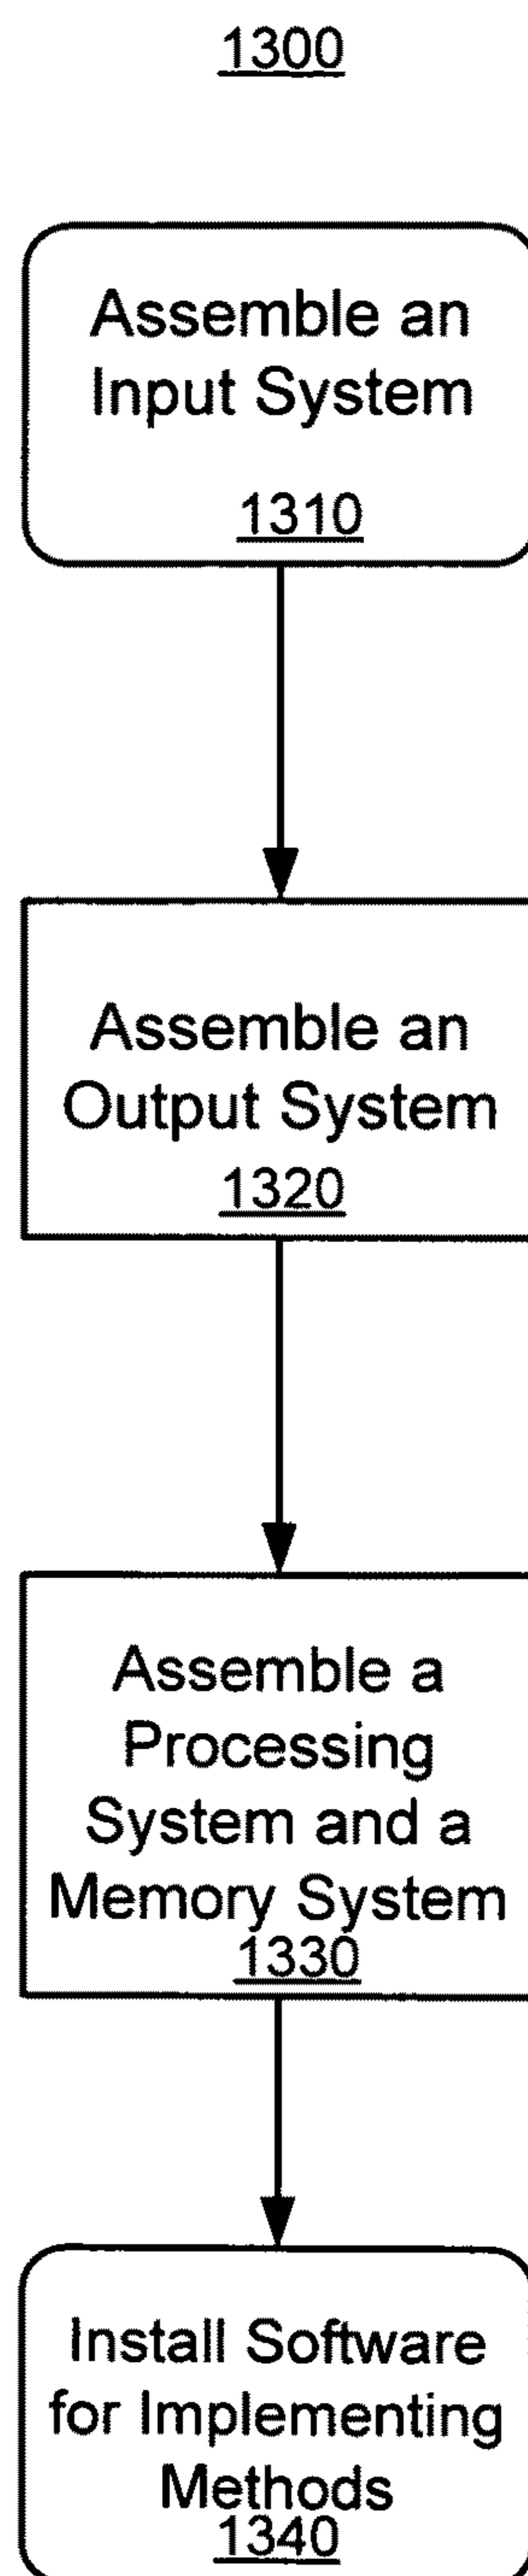 1300
Assemble an
Input System
1310
Assemble an
Output System
1320
Assemble a
Processing
System and a
Memory System
1330
Install Software
for Implementing
Methods
1340